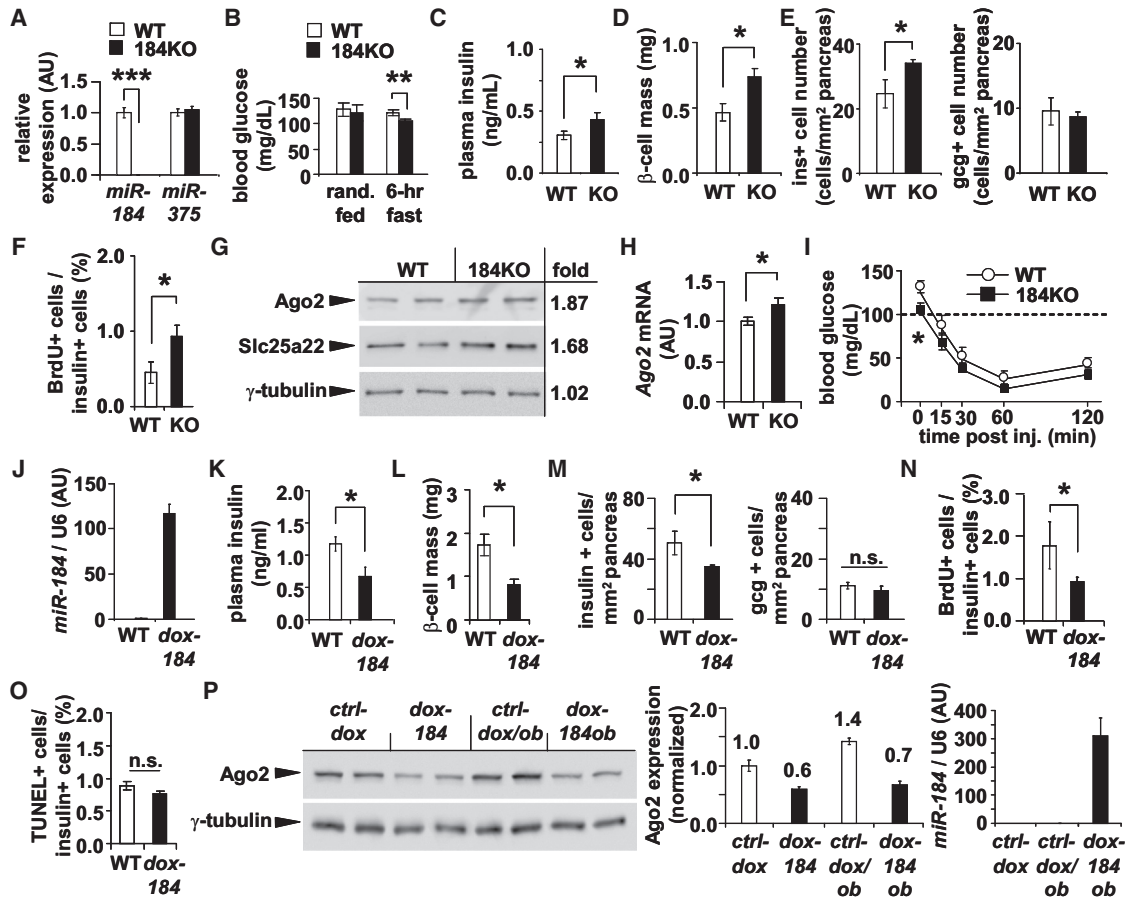 A
WT
184KO
relative
expression (AU)
1.5
1.0
0.5
0
***
miR-
184
miR-
375
B
WT
184KO
blood glucose
(mg/dL)
150
100
50
0
**
rand.
fed
6-hr
fast
C
plasma insulin
(ng/mL)
1.0
0.5
0.0
*
WT KO
D
β-cell mass (mg)
1.0
0.5
0.0
*
WT KO
E
ins+ cell number
(cells/mm² pancreas)
40
20
0
*
WT KO
gcg+ cell number
(cells/mm² pancreas)
20
10
0
WT KO
F
BrdU+ cells /
insulin+ cells (%)
2.0
1.0
0.0
*
WT KO
G
WT 184KO fold
Ago2 1.87
Slc25a22 1.68
γ-tubulin 1.02
H
Ago2 mRNA
(AU)
1.5
1.0
0.5
0.0
*
WT KO
I
WT
184KO
blood glucose
(mg/dL)
150
100
50
0
*
0 15 30 60 120
time post inj. (min)
J
miR-184 / U6 (AU)
150
100
50
0
WT dox-
184
K
plasma insulin
(ng/ml)
2.0
1.5
1.0
0.5
0.0
*
WT dox-
184
L
β-cell mass (mg)
3
2
1
0
*
WT dox-
184
M
insulin + cells/
mm² pancreas
80
40
0
*
WT dox-
184
gcg + cells/
mm² pancreas
40
20
0
n.s.
WT dox-
184
N
BrdU+ cells /
insulin+ cells (%)
3.0
2.0
1.0
0.0
*
WT dox-
184
O
TUNEL+ cells/
insulin+ cells (%)
2.0
1.5
1.0
0.5
0.0
n.s.
WT dox-
184
P
ctrl-
dox
dox-
184
ctrl-
dox/ob
dox-
184ob
Ago2
γ-tubulin
Ago2 expression
(normalized)
2.0
1.0
0.0
1.0
0.6
1.4
0.7
ctrl-
dox
dox-
184
ctrl-
dox/
ob
dox-
184
ob
miR-184 / U6 (AU)
400
300
200
100
0
ctrl-
dox
ctrl-
dox/
ob
dox-
184
ob